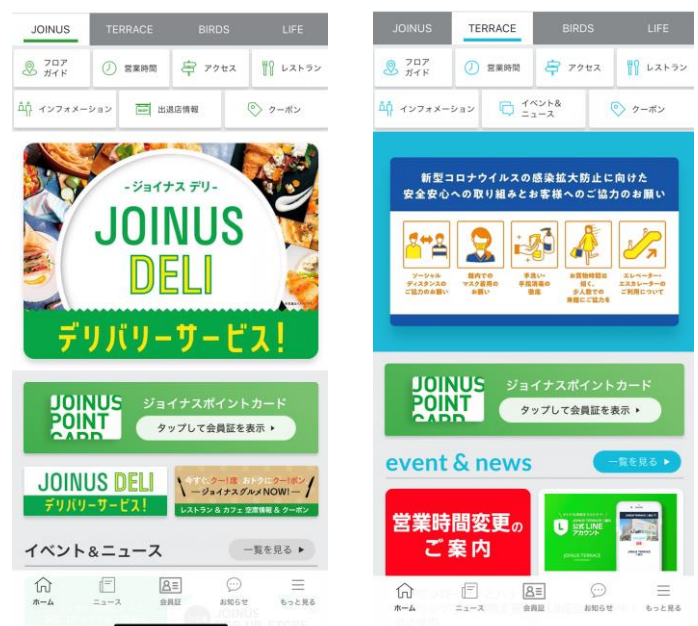 JOINUS
TERRACE
BIRDS
LIFE
フロア
ガイド
営業時間
アクセス
レストラン
インフォメーション
出退店情報
クーポン
-ジョイナス デリ-
JOINUS
DELI
デリバリーサービス!
JOINUS
POINT
CARD
ジョイナスポイントカード
タップして会員証を表示
JOINUS DELI
デリバリーサービス!
今すぐ、クー!度、おトクにクー!ポン
ージョイナスグルメNOW!ー
レストラン & カフェ 空席情報 & クーポン
イベント&ニュース
一覧を見る
ホーム
ニュース
会員証
お知らせ
もっと見る
JOINUS
TERRACE
BIRDS
LIFE
フロア
ガイド
営業時間
アクセス
レストラン
インフォメーション
イベント&
ニュース
クーポン
新型コロナウイルスの感染拡大防止に向けた
安全安心への取り組みとお客様へのご協力のお願い
ソーシャル
ディスタンスの
ご協力のお願い
館内での
マスク着用の
お願い
手洗い・
手指消毒の
徹底
お買物時間は
短く、
少人数での
来館にご協力を
エレベーター・
エスカレーターの
ご利用について
JOINUS
POINT
CARD
ジョイナスポイントカード
タップして会員証を表示
event & news
一覧を見る
営業時間変更の
ご案内
公式 LINE
アカウント
JOINUS TERRACE
ホーム
ニュース
会員証
お知らせ
もっと見る